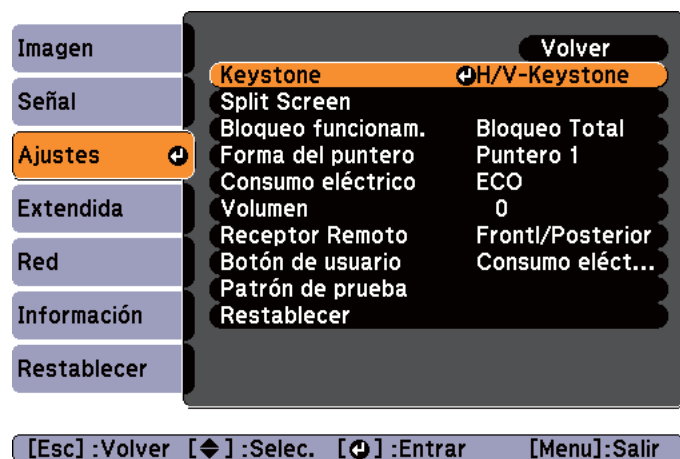 Imagen
Señal
Ajustes
Extendida
Red
Información
Restablecer
Volver
Keystone H/V-Keystone
Split Screen
Bloqueo funcionam. Bloqueo Total
Forma del puntero Puntero 1
Consumo eléctrico ECO
Volumen 0
Receptor Remoto Frontl/Posterior
Botón de usuario Consumo eléct...
Patrón de prueba
Restablecer
[Esc] :Volver [◆] :Selec. [⏎] :Entrar [Menu]:Salir